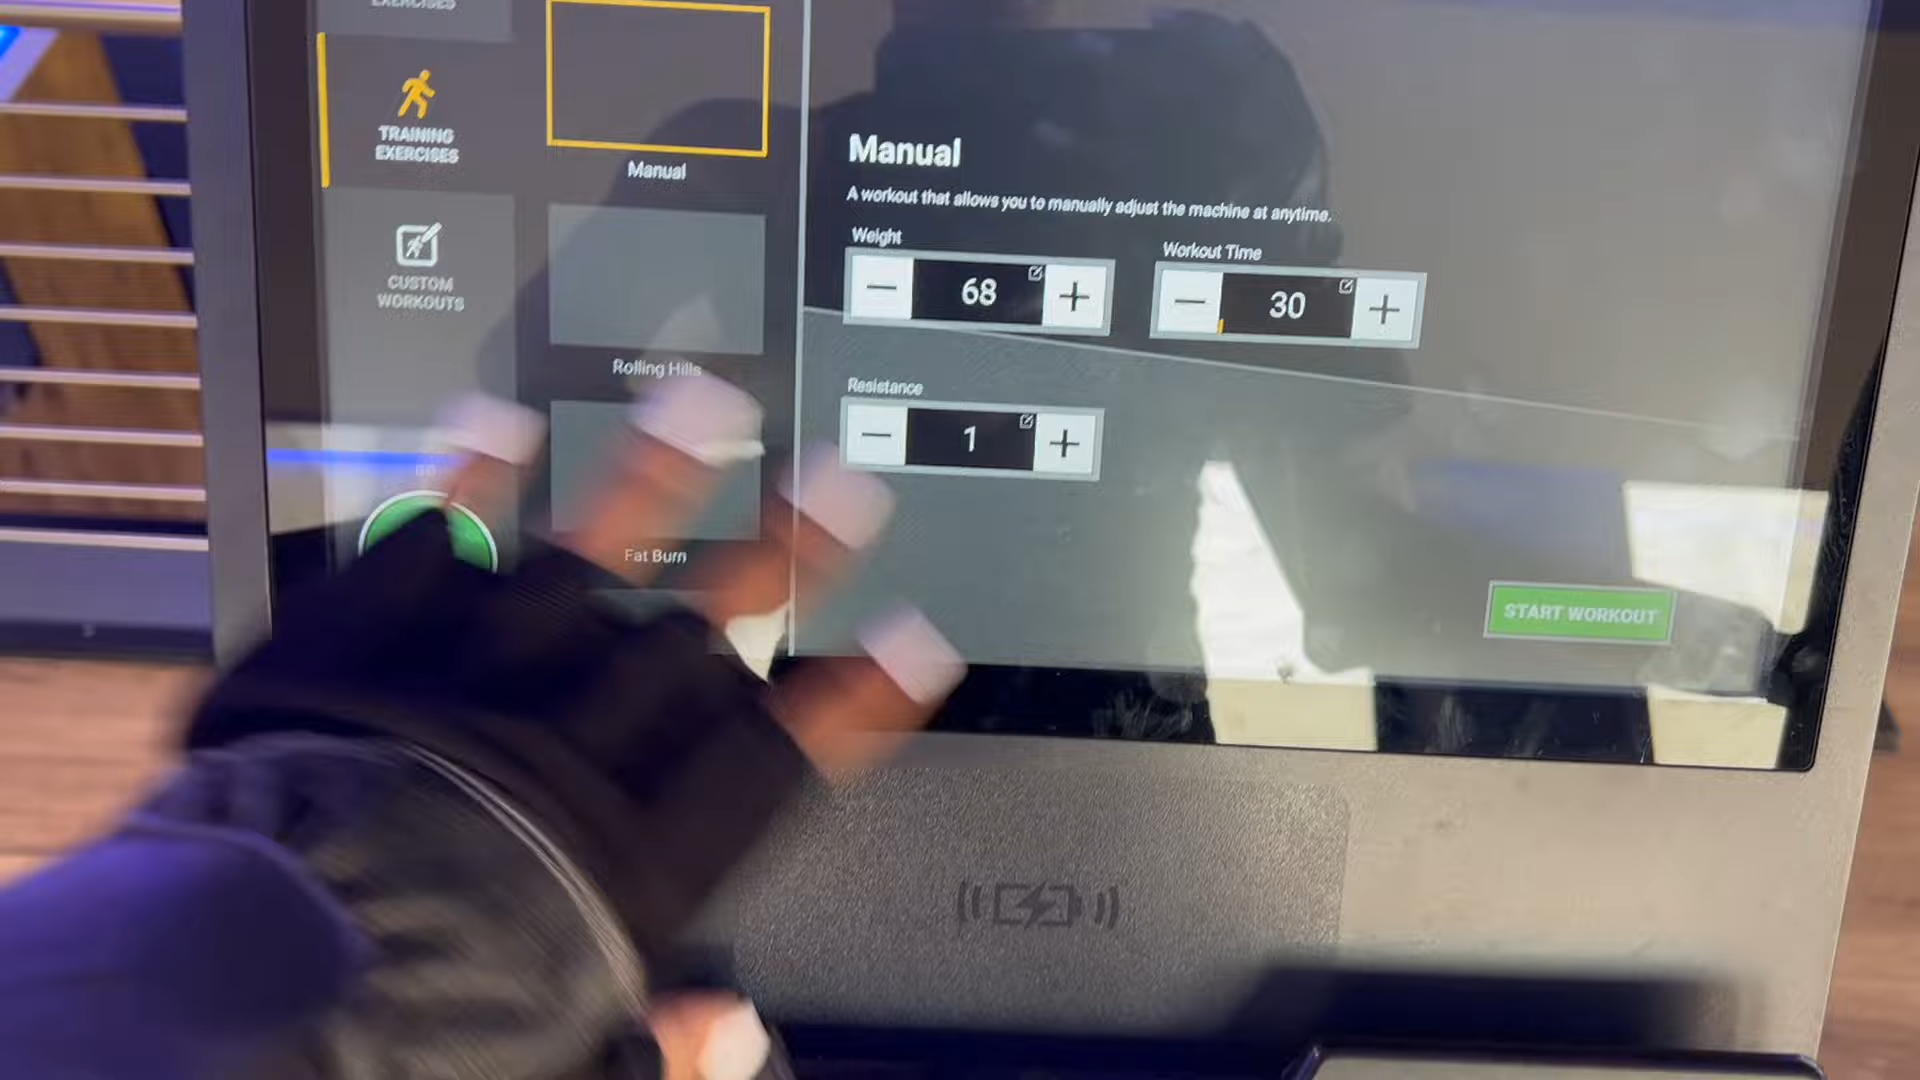 EXERCISES
TRAINING
EXERCISES
CUSTOM
WORKOUTS
GO
Manual
Rolling Hills
Fat Burn
Manual
A workout that allows you to manually adjust the machine at anytime.
Weight
Workout Time
− 68 +
− 30 +
Resistance
− 1 +
START WORKOUT